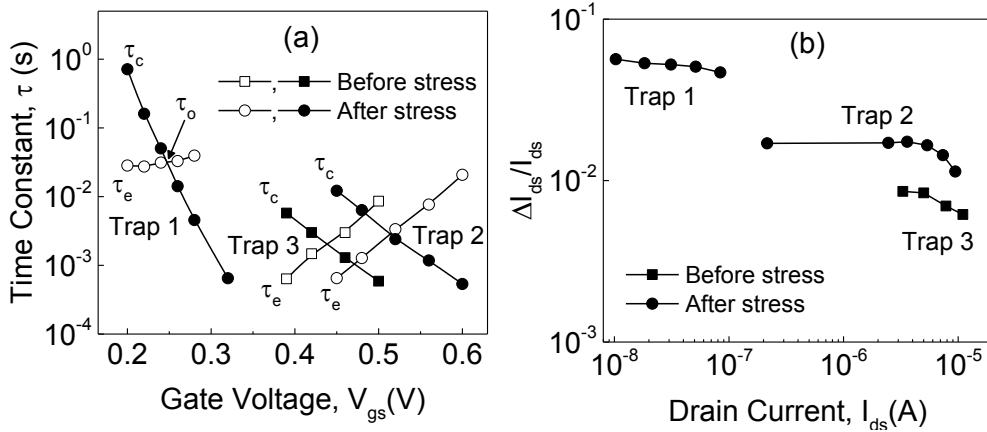 (a)
10⁰
10⁻¹
10⁻²
10⁻³
10⁻⁴
Time Constant, τ (s)
τc
τo
τe
Trap 1
, Before stress
, After stress
τc
τc
Trap 3
Trap 2
τe
τe
0.2 0.3 0.4 0.5 0.6
Gate Voltage, Vgs(V)
(b)
10⁻¹
10⁻²
10⁻³
ΔIds/Ids
Trap 1
Trap 2
Trap 3
Before stress
After stress
10⁻⁸ 10⁻⁷ 10⁻⁶ 10⁻⁵
Drain Current, Ids(A)